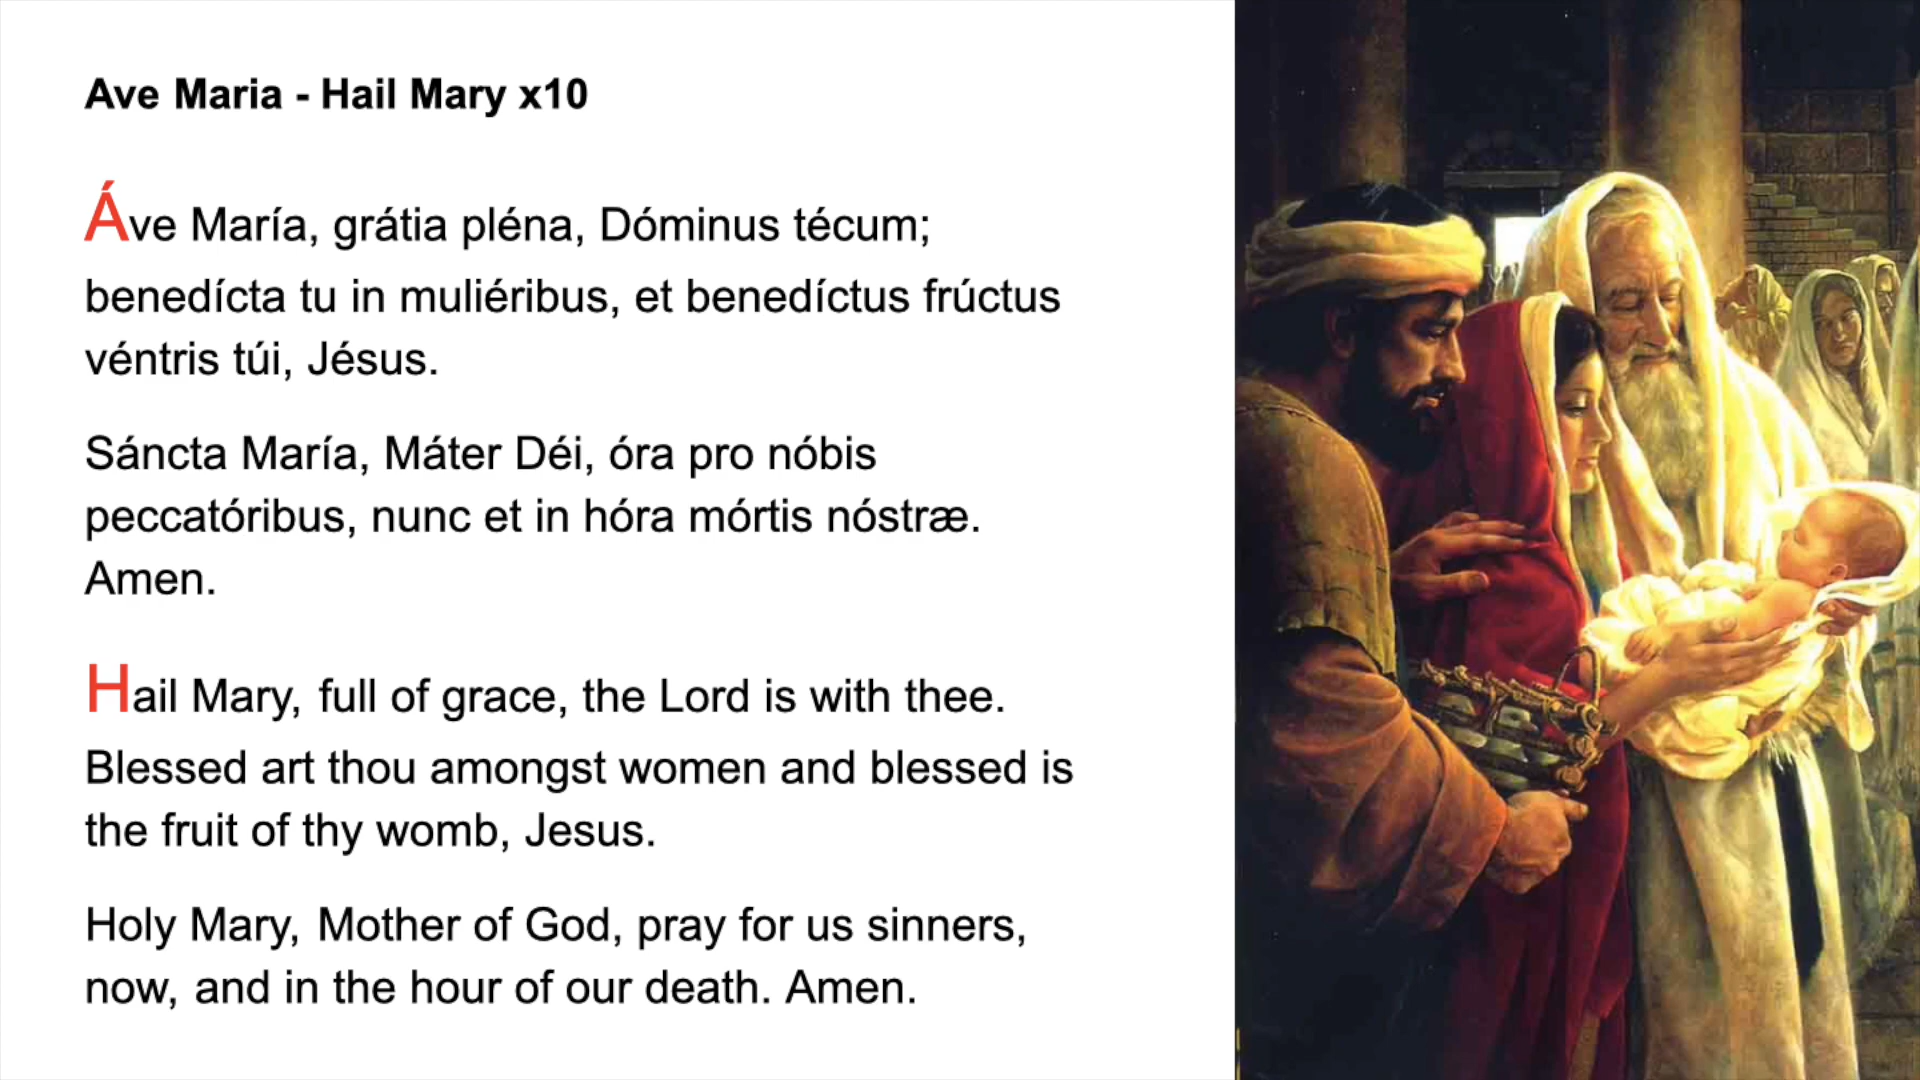 Ave Maria - Hail Mary x10
Áve María, grátia pléna, Dóminus técum;
benedícta tu in muliéribus, et benedíctus frúctus
véntris túi, Jésus.
Sáncta María, Máter Déi, óra pro nóbis
peccatóribus, nunc et in hóra mórtis nóstræ.
Amen.
Hail Mary, full of grace, the Lord is with thee.
Blessed art thou amongst women and blessed is
the fruit of thy womb, Jesus.
Holy Mary, Mother of God, pray for us sinners,
now, and in the hour of our death. Amen.